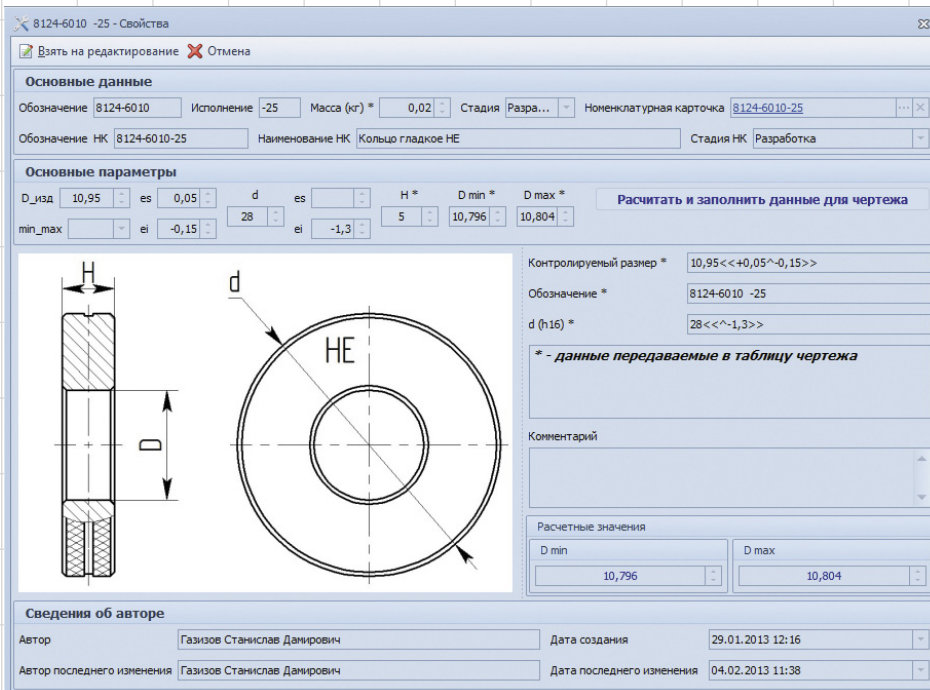 8124-6010 -25 - Свойства
Взять на редактирование Отмена
Основные данные
Обозначение 8124-6010 Исполнение -25 Масса (кг) * 0,02 Стадия Разра... Номенклатурная карточка 8124-6010-25
Обозначение НК 8124-6010-25 Наименование НК Кольцо гладкое НЕ Стадия НК Разработка
Основные параметры
D_изд 10,95 es 0,05 d es H * D min * D max * Расчитать и заполнить данные для чертежа
28 5 10,796 10,804
min_max ei -0,15 ei -1,3
H
d
НЕ
D
Контролируемый размер * 10,95<<+0,05^-0,15>>
Обозначение * 8124-6010 -25
d (h16) * 28<<^-1,3>>
* - данные передаваемые в таблицу чертежа
Комментарий
Расчетные значения
D min D max
10,796 10,804
Сведения об авторе
Автор Газизов Станислав Дамирович Дата создания 29.01.2013 12:16
Автор последнего изменения Газизов Станислав Дамирович Дата последнего изменения 04.02.2013 11:38